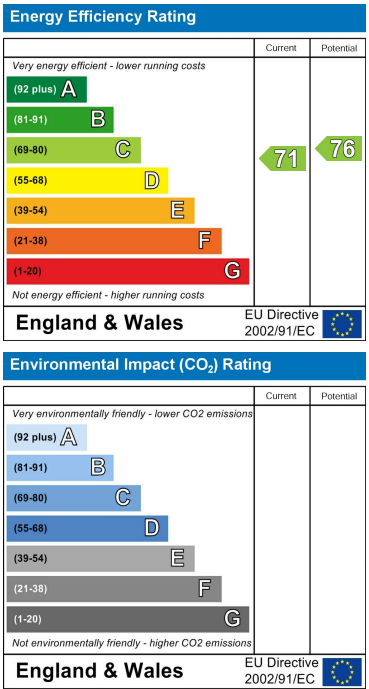 Energy Efficiency Rating
Current Potential
Very energy efficient - lower running costs
(92 plus) A
(81-91) B
(69-80) C
71 76
(55-68) D
(39-54) E
(21-38) F
(1-20) G
Not energy efficient - higher running costs
England & Wales
EU Directive
2002/91/EC
Environmental Impact (CO₂) Rating
Current Potential
Very environmentally friendly - lower CO2 emissions
(92 plus) A
(81-91) B
(69-80) C
(55-68) D
(39-54) E
(21-38) F
(1-20) G
Not environmentally friendly - higher CO2 emissions
England & Wales
EU Directive
2002/91/EC